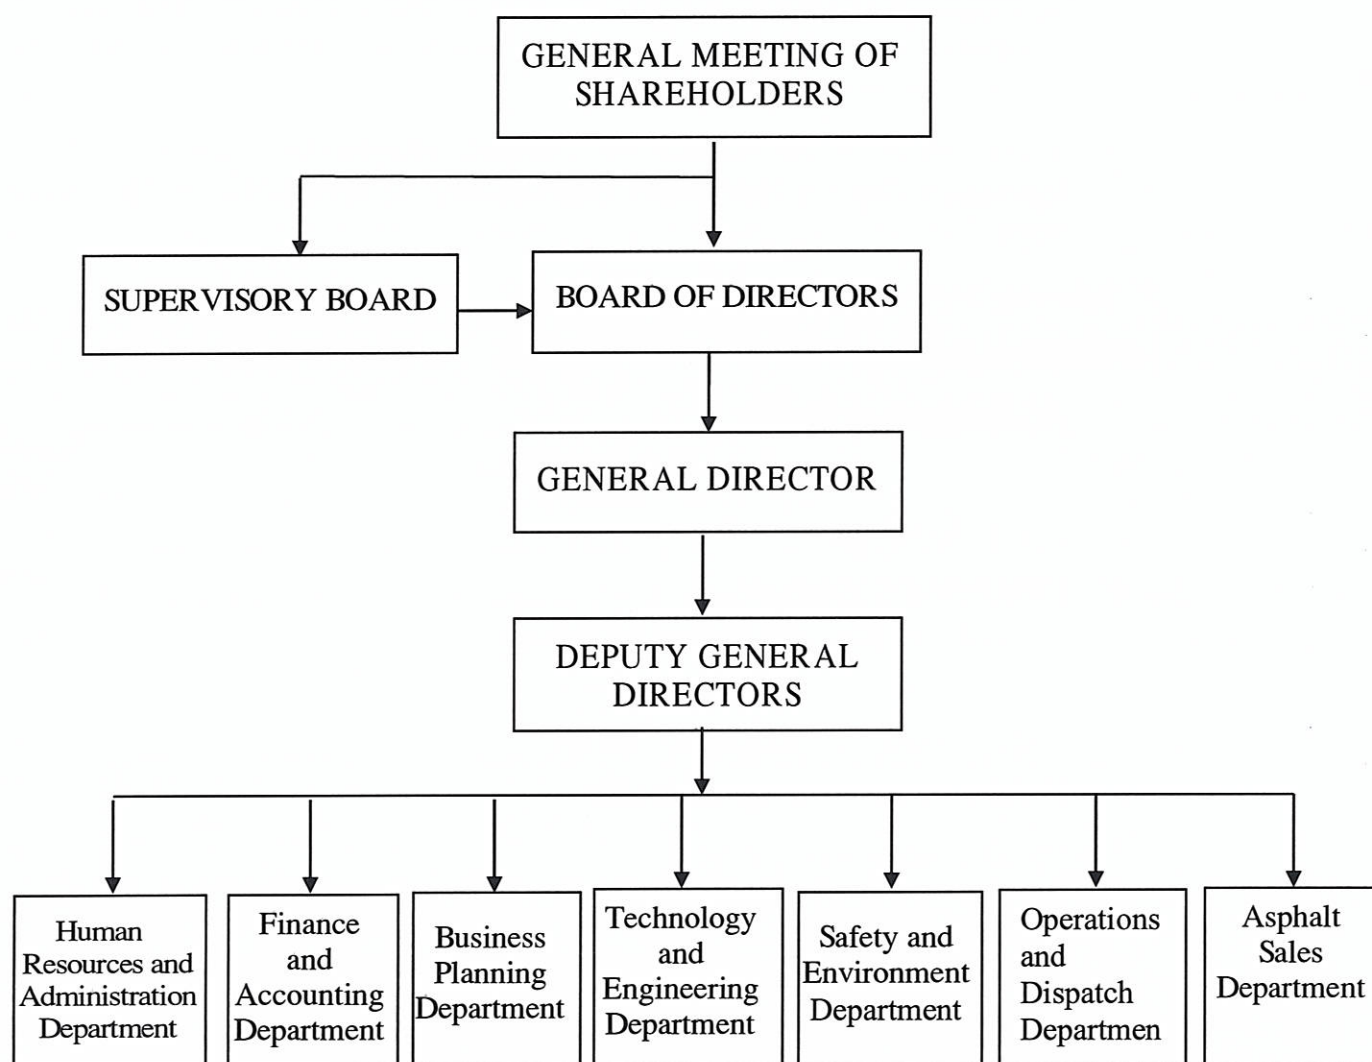 GENERAL MEETING OF
SHAREHOLDERS
SUPERVISORY BOARD
BOARD OF DIRECTORS
GENERAL DIRECTOR
DEPUTY GENERAL
DIRECTORS
Human
Resources and
Administration
Department
Finance
and
Accounting
Department
Business
Planning
Department
Technology
and
Engineering
Department
Safety and
Environment
Department
Operations
and
Dispatch
Departmen
Asphalt
Sales
Department